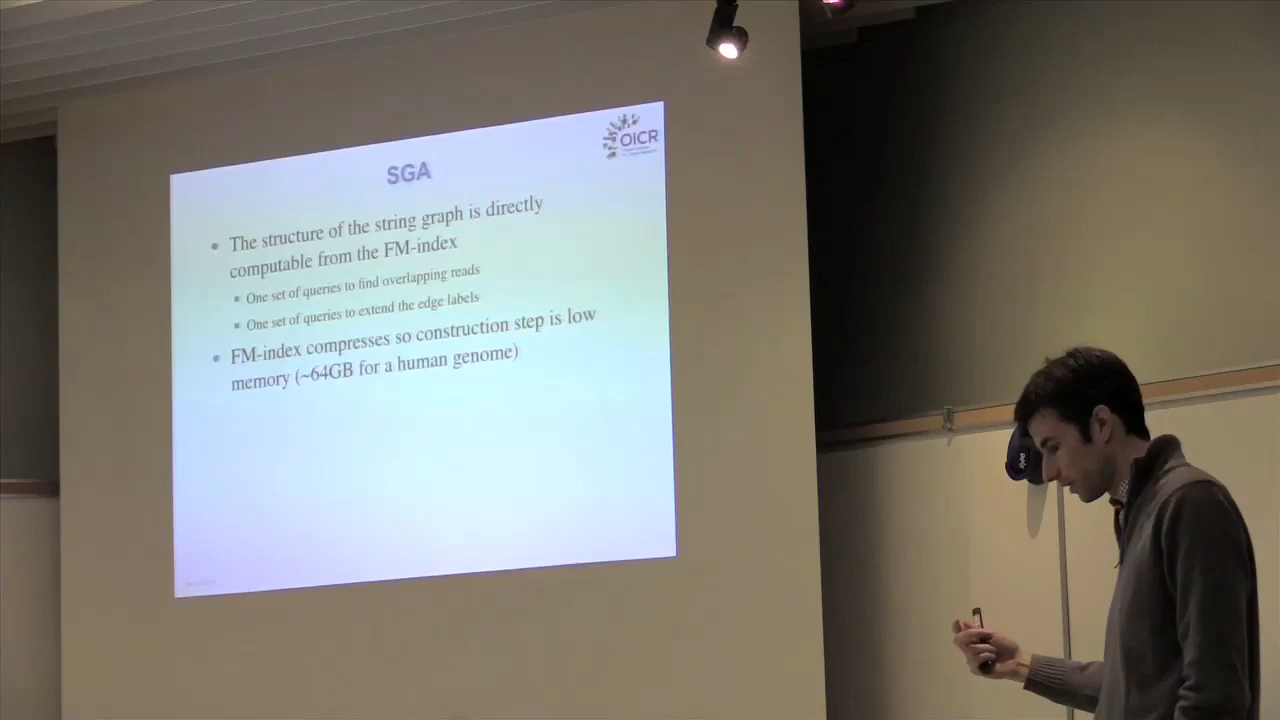 OICR
SGA
The structure of the string graph is directly
computable from the FM-index
One set of queries to find overlapping reads
One set of queries to extend the edge labels
FM-index compresses so construction step is low
memory (~64GB for a human genome)